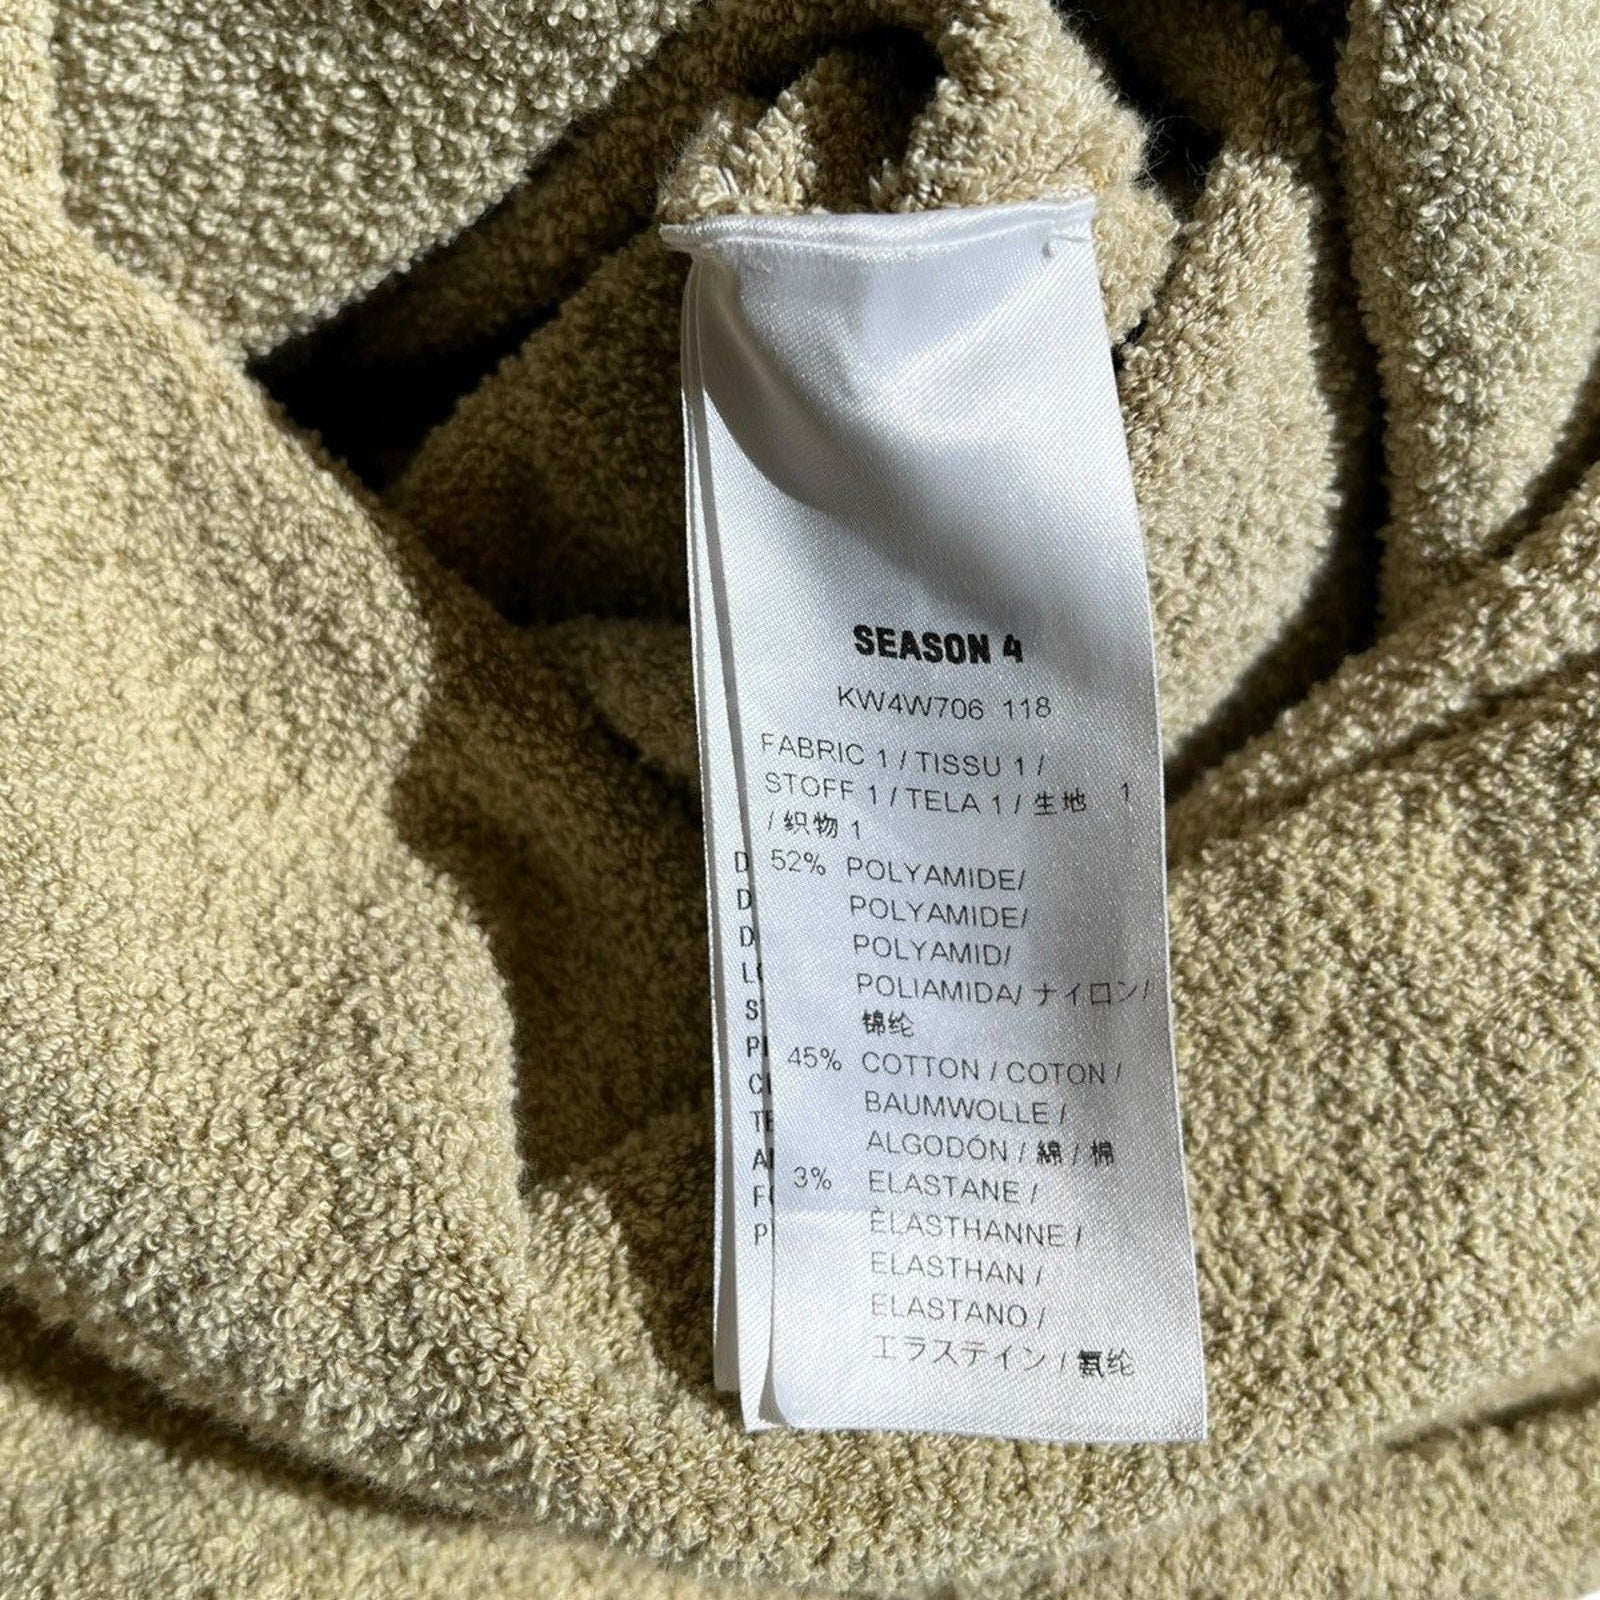 SEASON 4
KW4W706 118
FABRIC 1 / TISSU 1 /
STOFF 1 / TELA 1 / 生地 1
/ 织物 1
52% POLYAMIDE/
POLYAMIDE/
POLYAMID/
POLIAMIDA/ ナイロン/
锦纶
45% COTTON / COTON /
BAUMWOLLE /
ALGODÓN / 綿 / 棉
3% ELASTANE /
ÉLASTHANNE /
ELASTHAN /
ELASTANO /
エラステイン / 氨纶